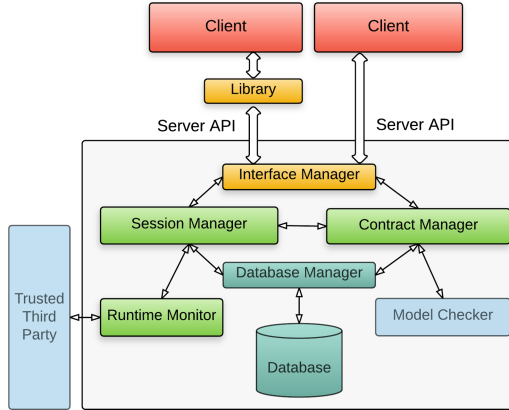 Client
Client
Library
Server API
Server API
Interface Manager
Session Manager
Contract Manager
Database Manager
Trusted
Third
Party
Runtime Monitor
Model Checker
Database